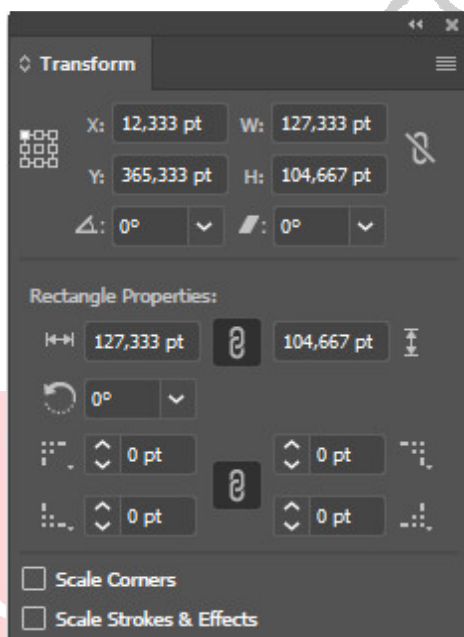 Transform
X: 12,333 pt W: 127,333 pt
Y: 365,333 pt H: 104,667 pt
0° 0°
Rectangle Properties:
127,333 pt 104,667 pt
0°
0 pt 0 pt
0 pt 0 pt
Scale Corners
Scale Strokes & Effects